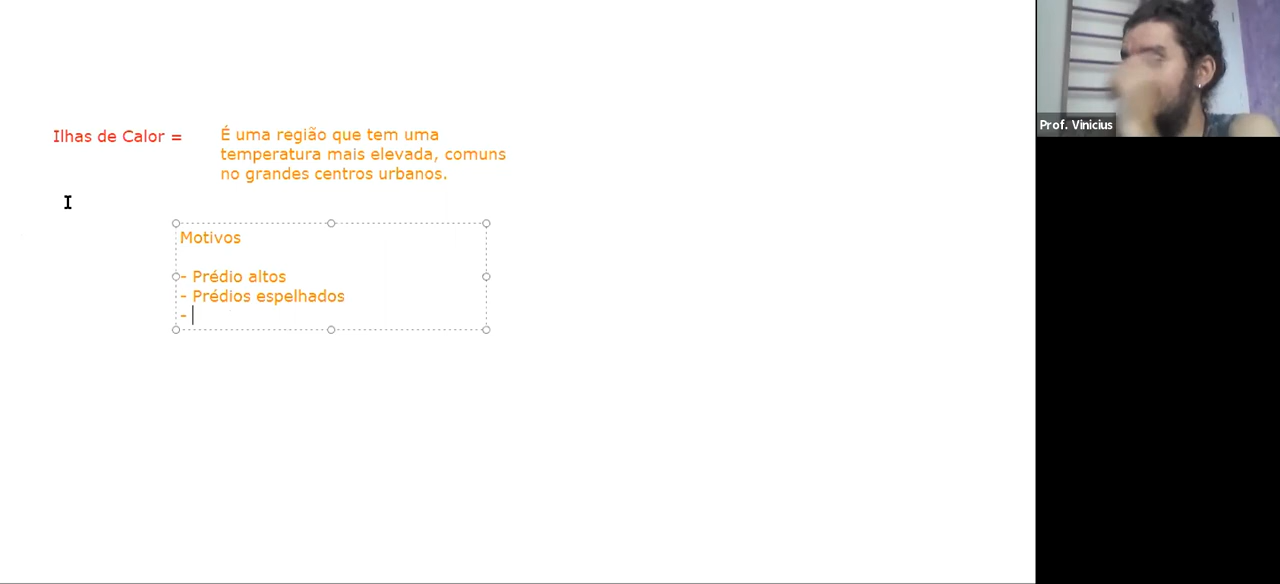 Ilhas de Calor =
É uma região que tem uma
temperatura mais elevada, comuns
no grandes centros urbanos.
Motivos
- Prédio altos
- Prédios espelhados
-
Prof. Vinicius